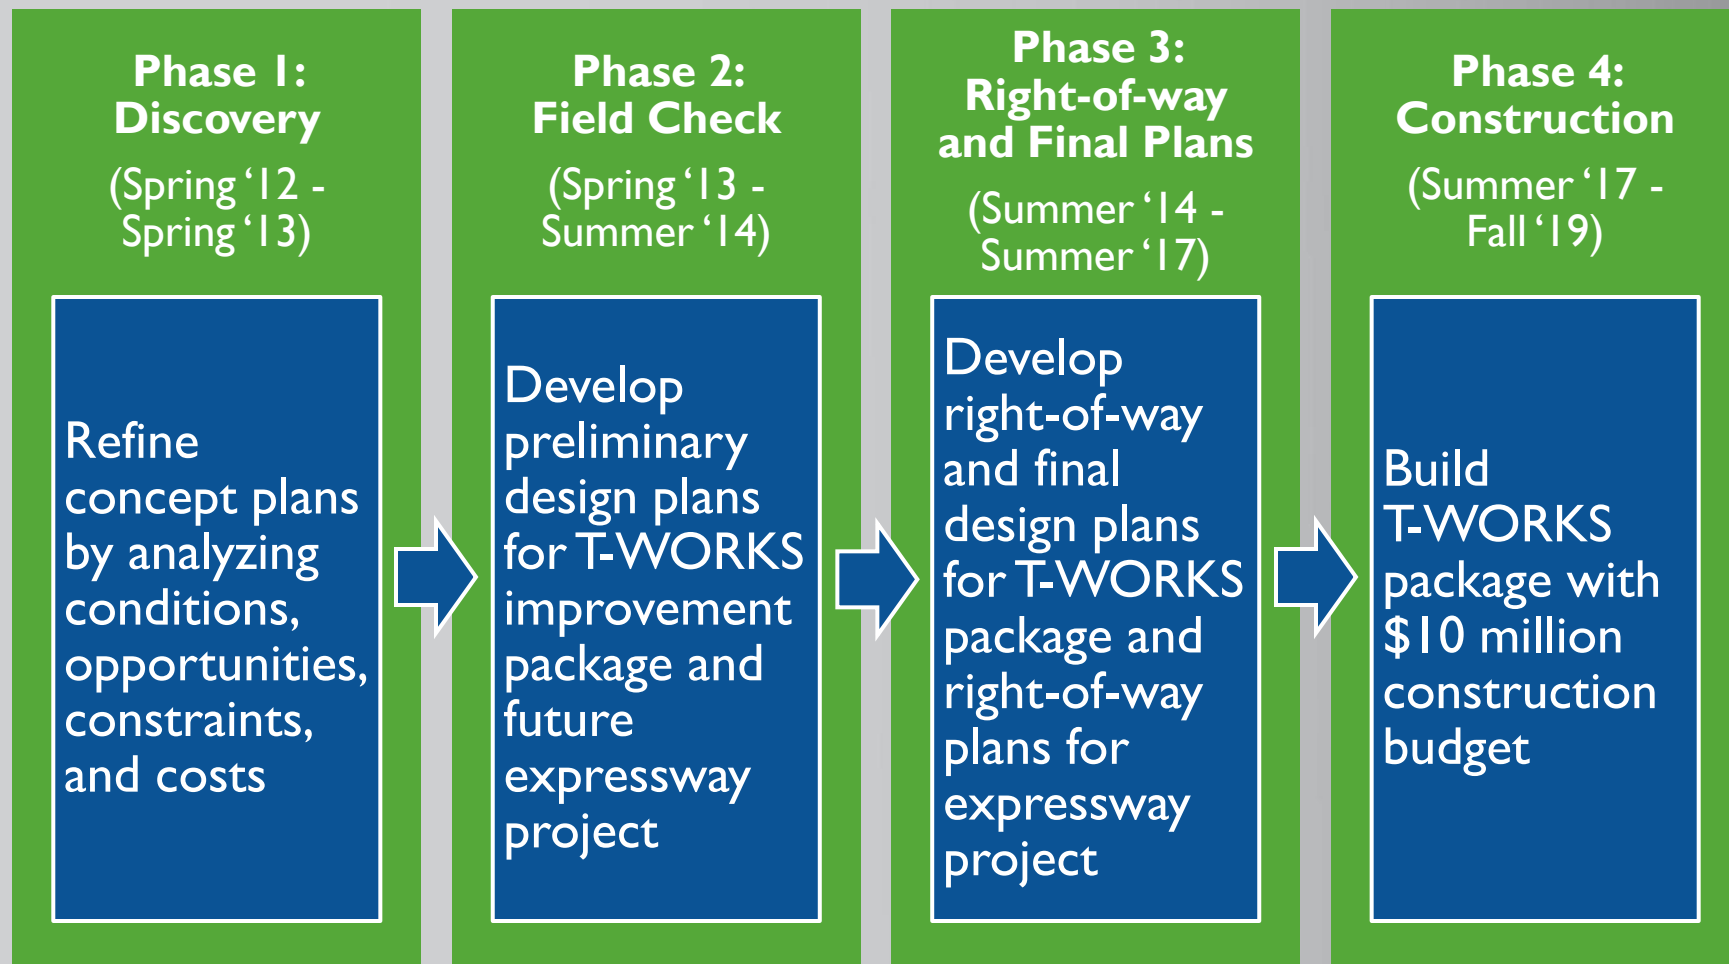 Phase 1:
Discovery
(Spring ‘12 -
Spring ‘13)
Refine
concept plans
by analyzing
conditions,
opportunities,
constraints,
and costs
Phase 2:
Field Check
(Spring ‘13 -
Summer ‘14)
Develop
preliminary
design plans
for T-WORKS
improvement
package and
future
expressway
project
Phase 3:
Right-of-way
and Final Plans
(Summer ‘14 -
Summer ‘17)
Develop
right-of-way
and final
design plans
for T-WORKS
package and
right-of-way
plans for
expressway
project
Phase 4:
Construction
(Summer ‘17 -
Fall ‘19)
Build
T-WORKS
package with
$10 million
construction
budget